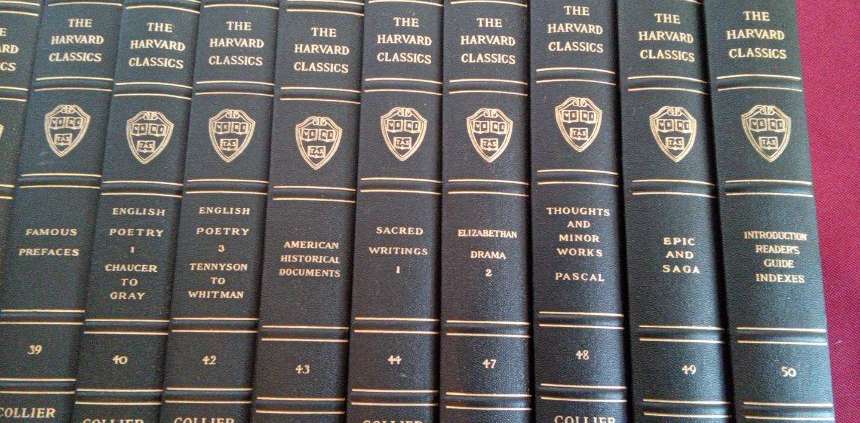 THE
HARVARD
CLASSICS
FAMOUS
PREFACES
39
COLLIER
THE
HARVARD
CLASSICS
ENGLISH
POETRY
1
CHAUCER
TO
GRAY
40
COLLIER
THE
HARVARD
CLASSICS
ENGLISH
POETRY
3
TENNYSON
TO
WHITMAN
42
COLLIER
THE
HARVARD
CLASSICS
AMERICAN
HISTORICAL
DOCUMENTS
43
THE
HARVARD
CLASSICS
SACRED
WRITINGS
1
44
COLLIER
THE
HARVARD
CLASSICS
ELIZABETHAN
DRAMA
2
47
THE
HARVARD
CLASSICS
THOUGHTS
AND
MINOR
WORKS
PASCAL
48
COLLIER
THE
HARVARD
CLASSICS
EPIC
AND
SAGA
49
THE
HARVARD
CLASSICS
INTRODUCTION
READER'S
GUIDE
INDEXES
50